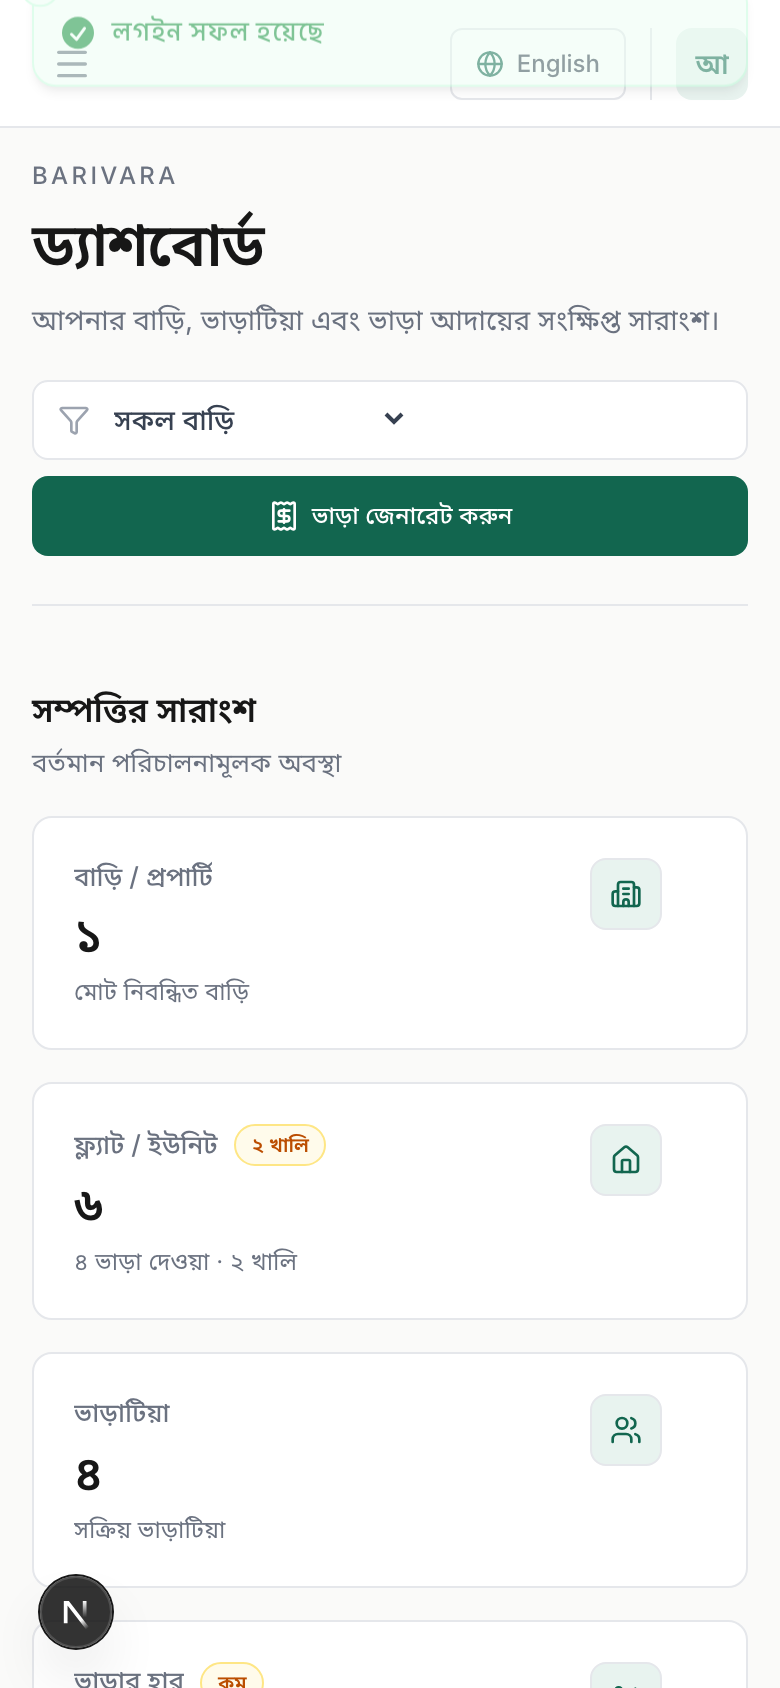 লগইন সফল হয়েছে
English
আ
BARIVARA
ড্যাশবোর্ড
আপনার বাড়ি, ভাড়াটিয়া এবং ভাড়া আদায়ের সংক্ষিপ্ত সারাংশ।
সকল বাড়ি
ভাড়া জেনারেট করুন
সম্পত্তির সারাংশ
বর্তমান পরিচালনামূলক অবস্থা
বাড়ি / প্রপার্টি
১
মোট নিবন্ধিত বাড়ি
ফ্ল্যাট / ইউনিট ২ খালি
৬
৪ ভাড়া দেওয়া · ২ খালি
ভাড়াটিয়া
৪
সক্রিয় ভাড়াটিয়া
N
ভাড়ার হার কম